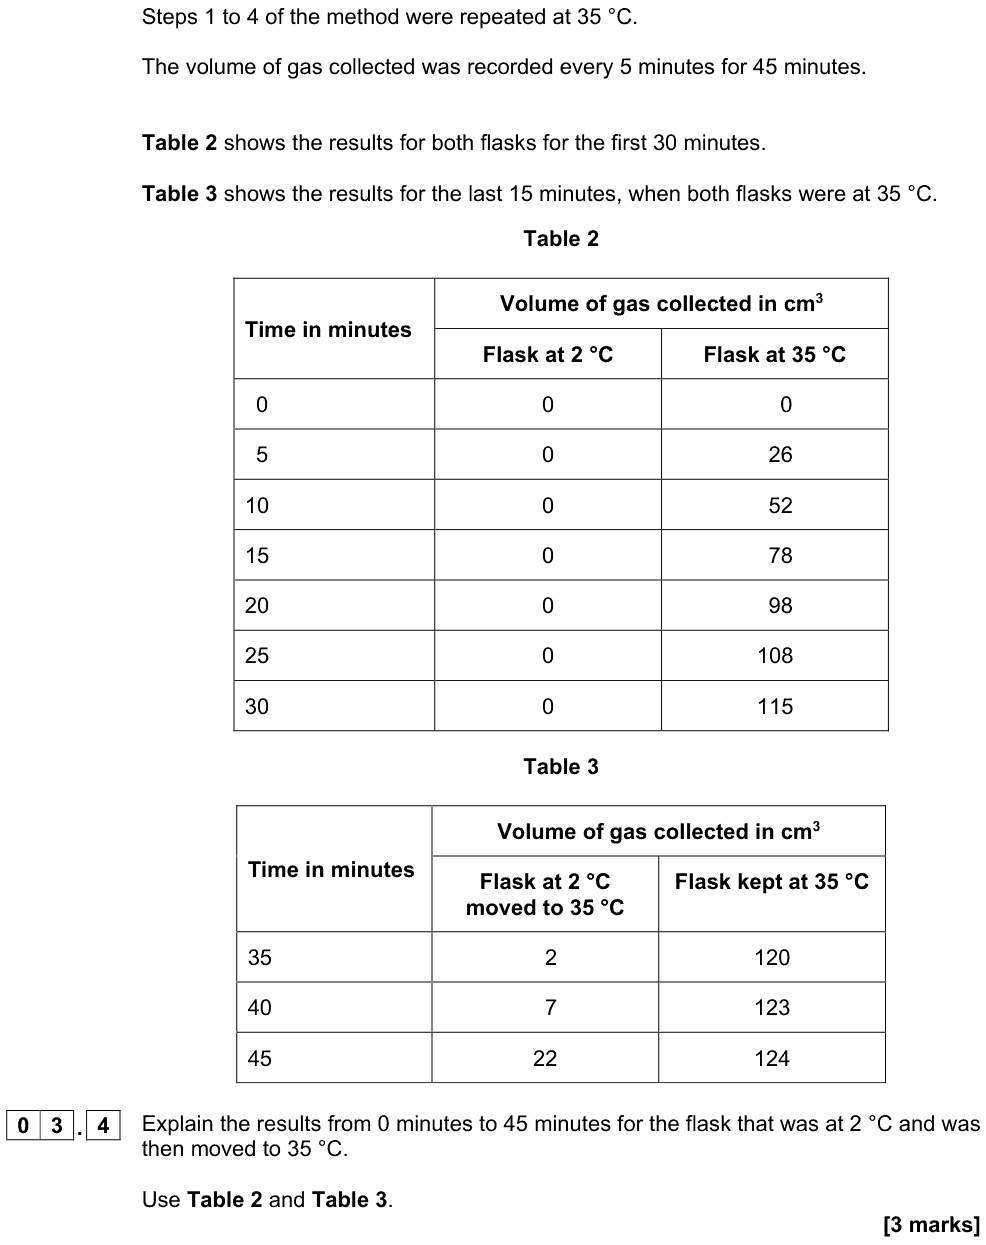 Steps 1 to 4 of the method were repeated at 35 °C.
The volume of gas collected was recorded every 5 minutes for 45 minutes.
Table 2 shows the results for both flasks for the first 30 minutes.
Table 3 shows the results for the last 15 minutes, when both flasks were at 35 °C.
Table 2
Time in minutes
Volume of gas collected in cm³
Flask at 2 °C Flask at 35 °C
0 0 0
5 0 26
10 0 52
15 0 78
20 0 98
25 0 108
30 0 115
Table 3
Time in minutes
Volume of gas collected in cm³
Flask at 2 °C
moved to 35 °C
Flask kept at 35 °C
35 2 120
40 7 123
45 22 124
0 3 . 4 Explain the results from 0 minutes to 45 minutes for the flask that was at 2 °C and was
then moved to 35 °C.
Use Table 2 and Table 3.
[3 marks]